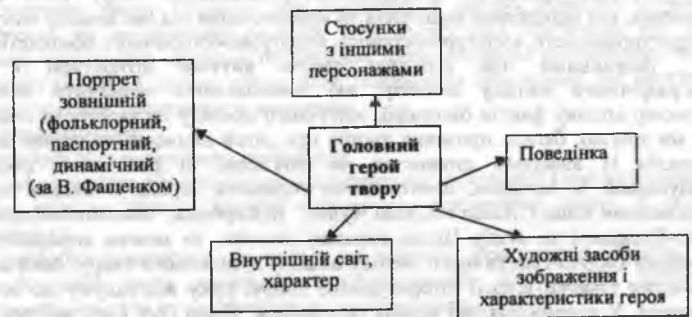 Стосунки
з іншими
персонажами
Портрет
зовнішній
(фольклорний,
паспортний,
динамічний
(за В. Фащенком)
Головний
герой
твору
Поведінка
Внутрішній світ,
характер
Художні засоби
зображення і
характеристики героя